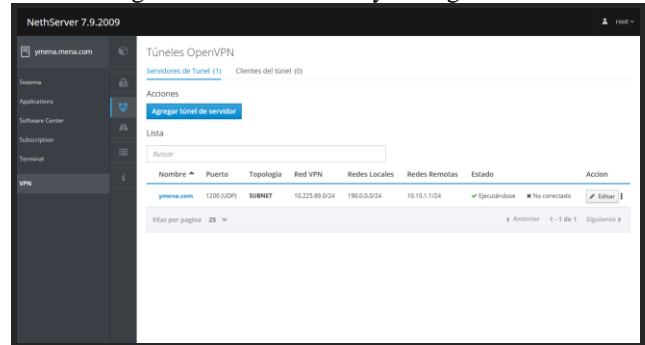 NethServer 7.9.2009
root
ymena.mena.com
Túneles OpenVPN
Servidores de Tunel (1) Clientes del túnel (0)
Sistema
Applications
Software Center
Subscription
Terminal
VPN
Acciones
Agregar túnel de servidor
Lista
Buscar
Nombre Puerto Topologia Red VPN Redes Locales Redes Remotas Estado Accion
ymena.com 1200 (UDP) SUBNET 10.225.89.0/24 190.0.0.0/24 10.10.1.1/24 Ejecutándose No conectado Editar
Filas por pagina 25 Anterior 1 - 1 de 1 Siguiente